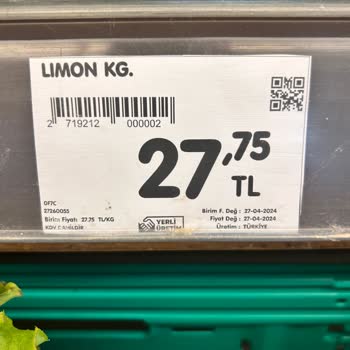 LIMON KG.
2 719212 000002
27,75
TL
0F7C
27260055
Birim Fiyatı 27.75 TL/KG
KDV DAHİLDİR
YERLİ
ÜRETİM
Birim F. Değ : 27-04-2024
Fiyat Değ : 27-04-2024
Üretim : TÜRKİYE